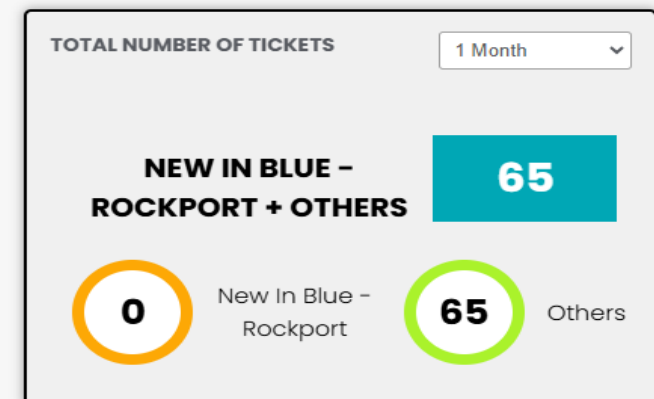 TOTAL NUMBER OF TICKETS
1 Month
NEW IN BLUE -
ROCKPORT + OTHERS
65
0
New In Blue -
Rockport
65
Others